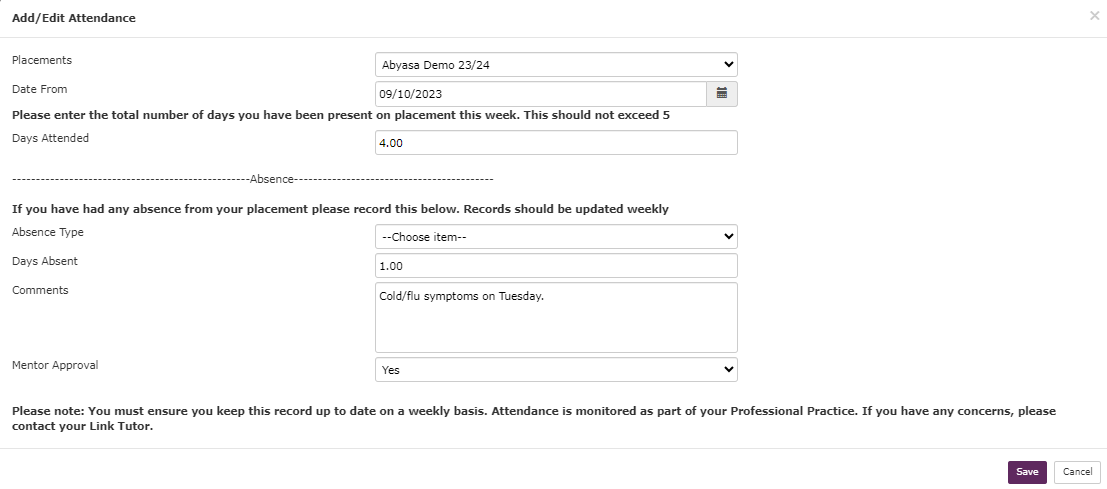 Add/Edit Attendance
×
Placements
Abyasa Demo 23/24
Date From
09/10/2023
Please enter the total number of days you have been present on placement this week. This should not exceed 5
Days Attended
4.00
--------------------------------------------------Absence------------------------------------------
If you have had any absence from your placement please record this below. Records should be updated weekly
Absence Type
--Choose item--
Days Absent
1.00
Comments
Cold/flu symptoms on Tuesday.
Mentor Approval
Yes
Please note: You must ensure you keep this record up to date on a weekly basis. Attendance is monitored as part of your Professional Practice. If you have any concerns, please
contact your Link Tutor.
Save
Cancel